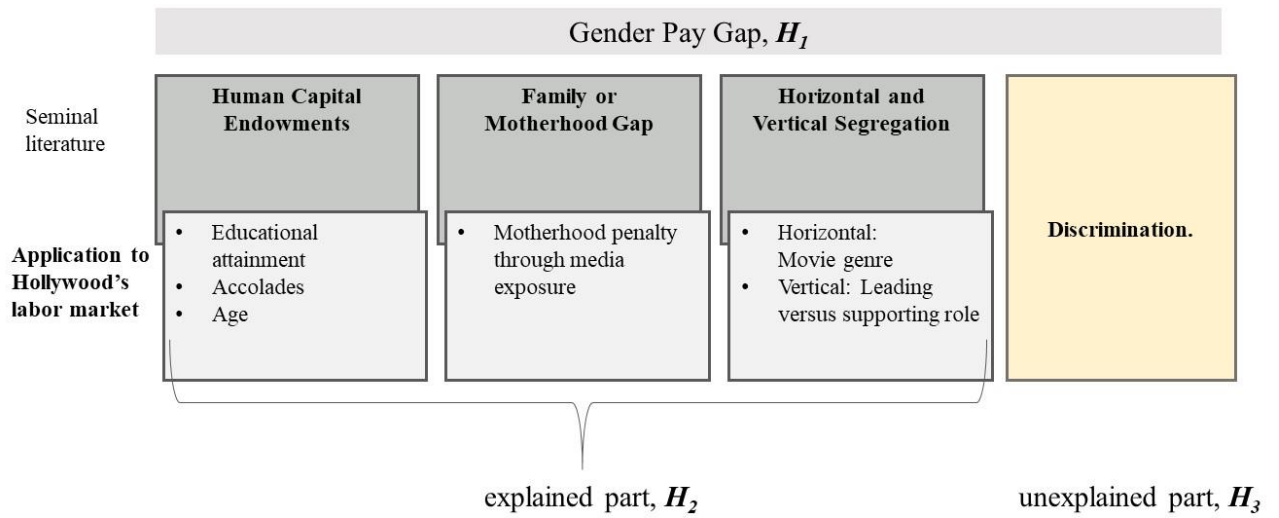 Gender Pay Gap, H1
Seminal
literature
Human Capital
Endowments
Family or
Motherhood Gap
Horizontal and
Vertical Segregation
Application to
Hollywood's
labor market
• Educational
attainment
• Accolades
• Age
• Motherhood penalty
through media
exposure
• Horizontal:
Movie genre
• Vertical: Leading
versus supporting role
Discrimination.
explained part, H2
unexplained part, H3